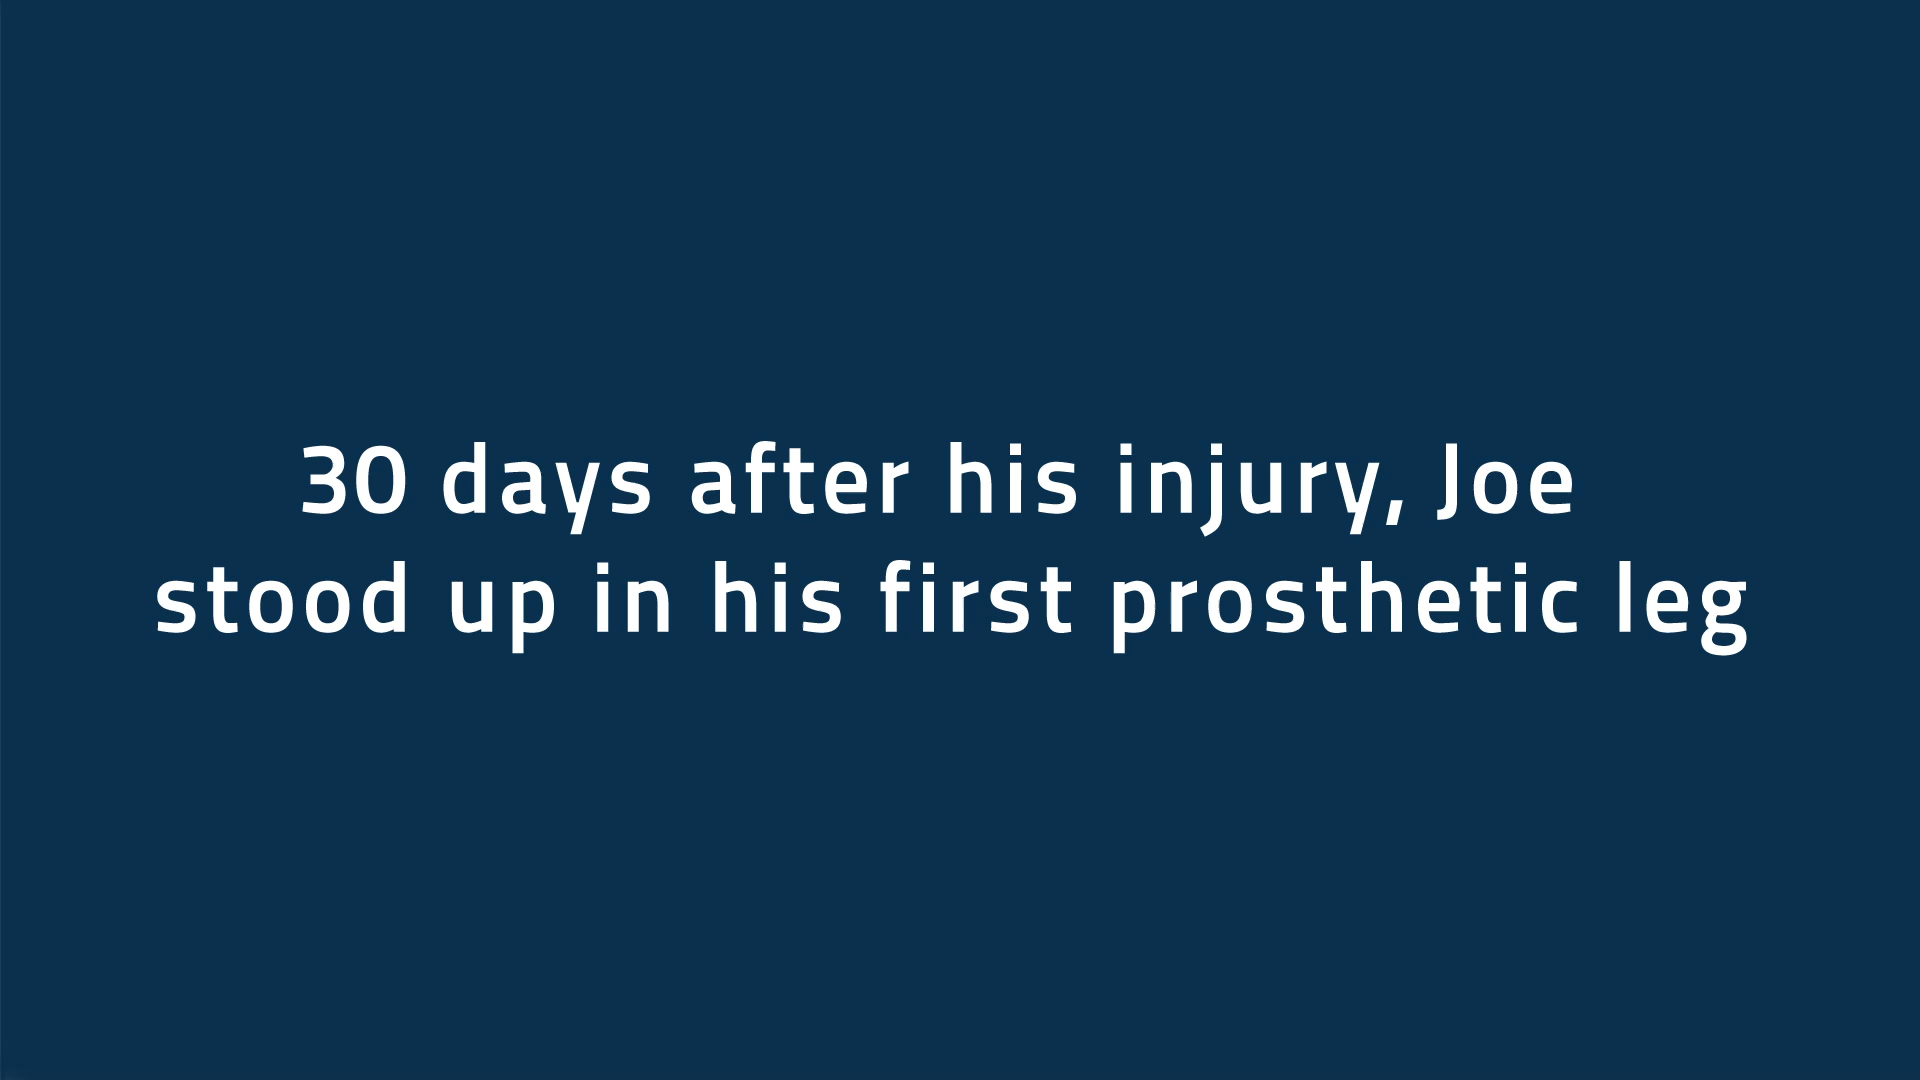 30 days after his injury, Joe
stood up in his first prosthetic leg